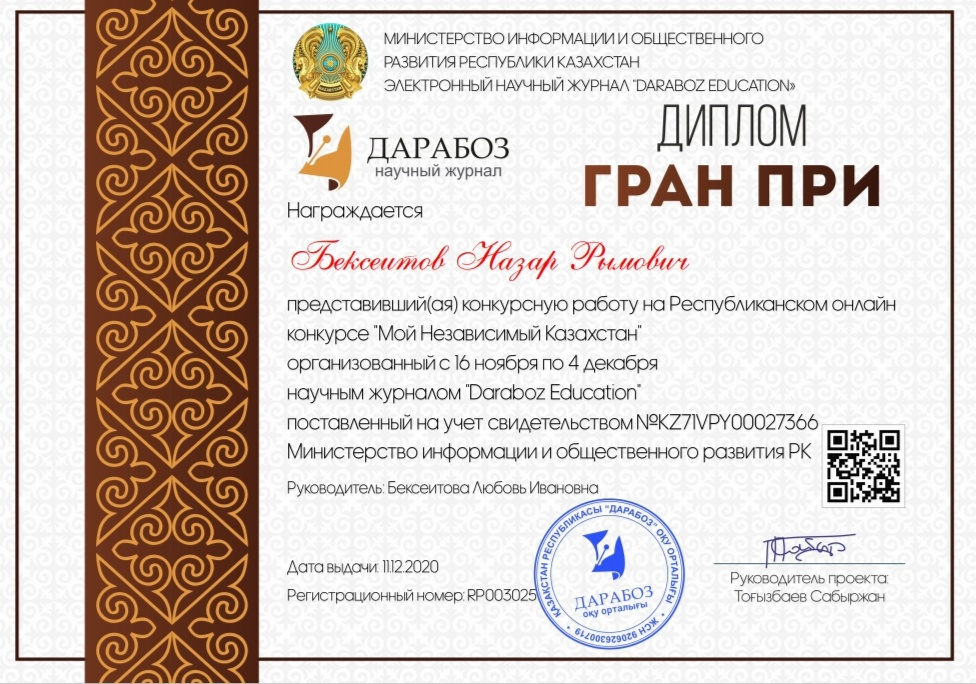 МИНИСТЕРСТВО ИНФОРМАЦИИ И ОБЩЕСТВЕННОГО
РАЗВИТИЯ РЕСПУБЛИКИ КАЗАХСТАН
ЭЛЕКТРОННЫЙ НАУЧНЫЙ ЖУРНАЛ "DARABOZ EDUCATION»
ДАРАБОЗ
научный журнал
ДИПЛОМ
ГРАН ПРИ
Награждается
Бексеитов Назар Рымович
представивший(ая) конкурсную работу на Республиканском онлайн
конкурсе "Мой Независимый Казахстан"
организованный с 16 ноября по 4 декабря
научным журналом "Daraboz Education"
поставленный на учет свидетельством №KZ71VPY00027366
Министерство информации и общественного развития РК
Руководитель: Бексеитова Любовь Ивановна
Дата выдачи: 11.12.2020
Регистрационный номер: RP003025
ҚАЗАҚСТАН РЕСПУБЛИКАСЫ "ДАРАБОЗ" ОҚУ ОРТАЛЫҒЫ
ДАРАБОЗ
оқу орталығы
ЖСН 920626300719
Руководитель проекта:
Тоғызбаев Сабыржан